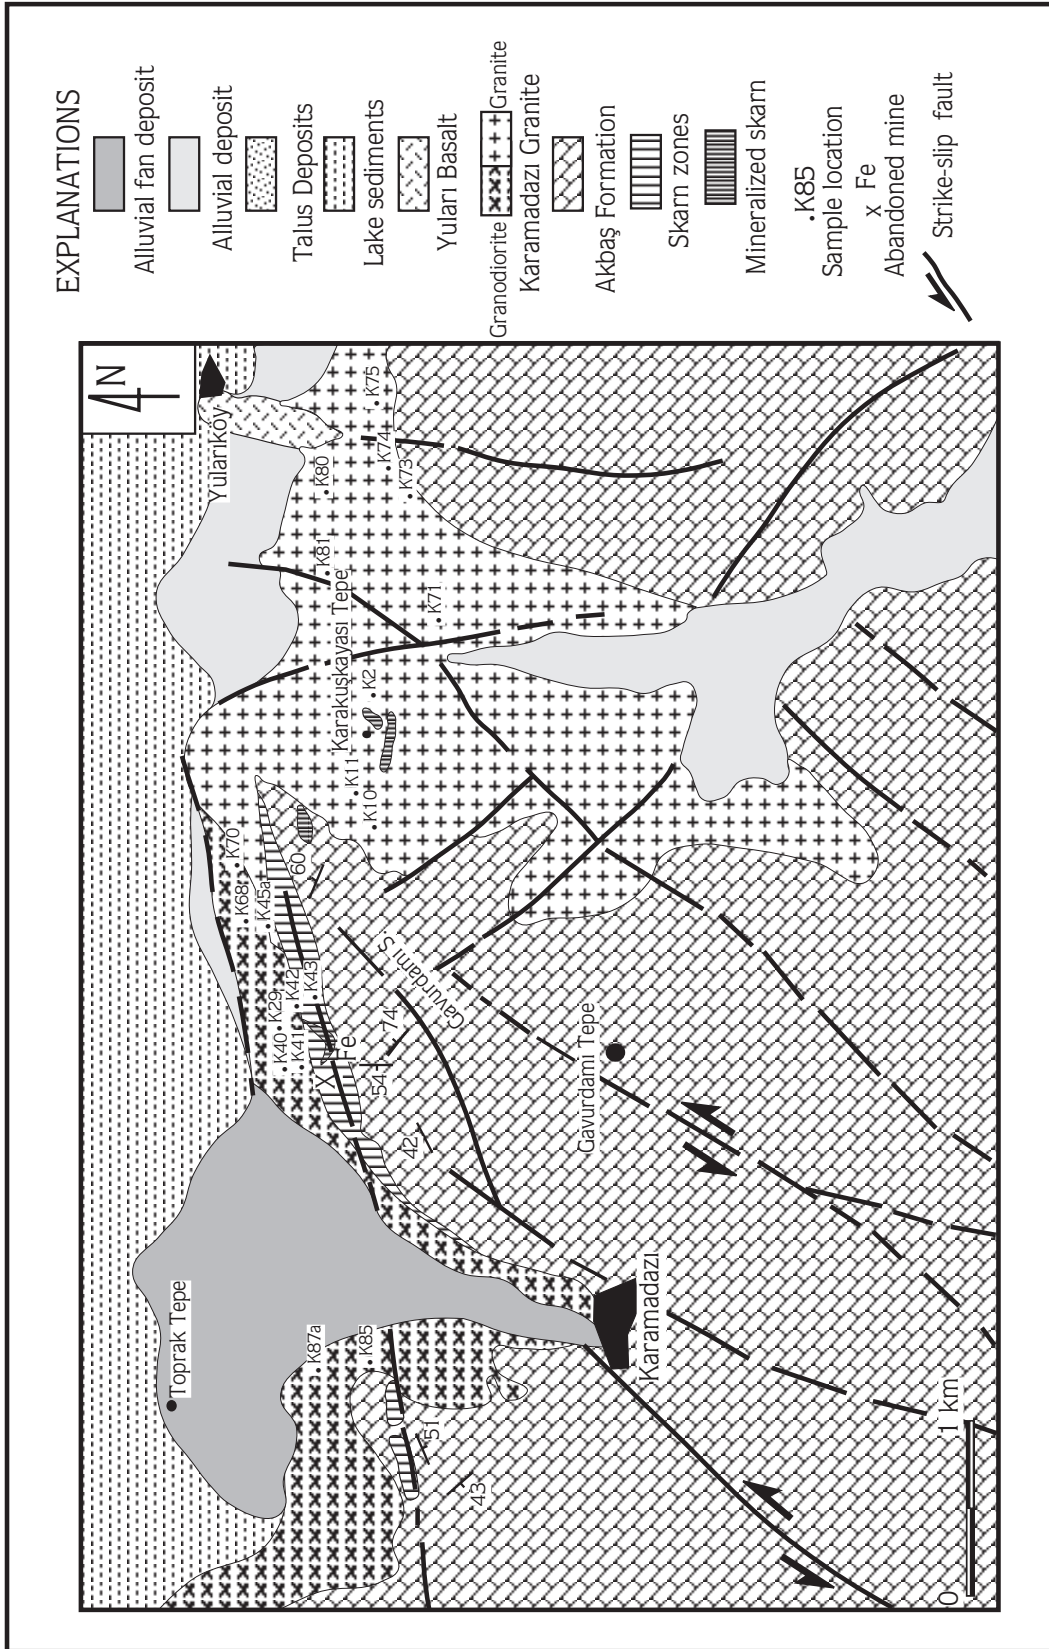 EXPLANATIONS
Alluvial fan deposit
Alluvial deposit
Talus Deposits
Lake sediments
Yuları Basalt
Granodiorite
Granite
Karamadazı Granite
Akbaş Formation
Skarn zones
Mineralized skarn
.K85
Sample location
x Fe
Abandoned mine
Strike-slip fault
N
Yularıköy
Toprak Tepe
K87a
K85
51
43
K40
K29
K41
K42
K43
K68
K70
K45a
60
X Fe
54
74
42
Gavurdamı S
K10
K11
K2
Karakuşkayası Tepe
K81
K80
K71
K73
K74
K75
Gavurdamı Tepe
Karamadazı
0
1 km